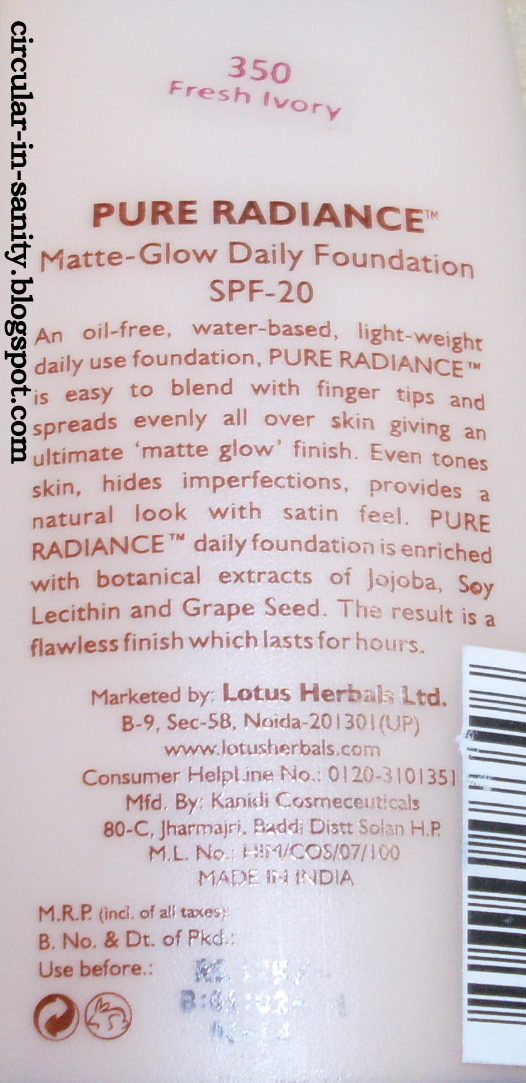 circular-in-sanity.blogspot.com
350
Fresh Ivory
PURE RADIANCE™
Matte-Glow Daily Foundation
SPF-20
An oil-free, water-based, light-weight
daily use foundation, PURE RADIANCE™
is easy to blend with finger tips and
spreads evenly all over skin giving an
ultimate ‘matte glow’ finish. Even tones
skin, hides imperfections, provides a
natural look with satin feel. PURE
RADIANCE™ daily foundation is enriched
with botanical extracts of Jojoba, Soy
Lecithin and Grape Seed. The result is a
flawless finish which lasts for hours.
Marketed by: Lotus Herbals Ltd.
B-9, Sec-58, Noida-201301(UP)
www.lotusherbals.com
Consumer HelpLine No.: 0120-3101351
Mfd. By: Kanidi Cosmeceuticals
80-C, Jharmajri, Baddi Distt Solan H.P.
M.L. No.: HIM/COS/07/100
MADE IN INDIA
M.R.P. (incl. of all taxes):
B. No. & Dt. of Pkd.:
Use before.: